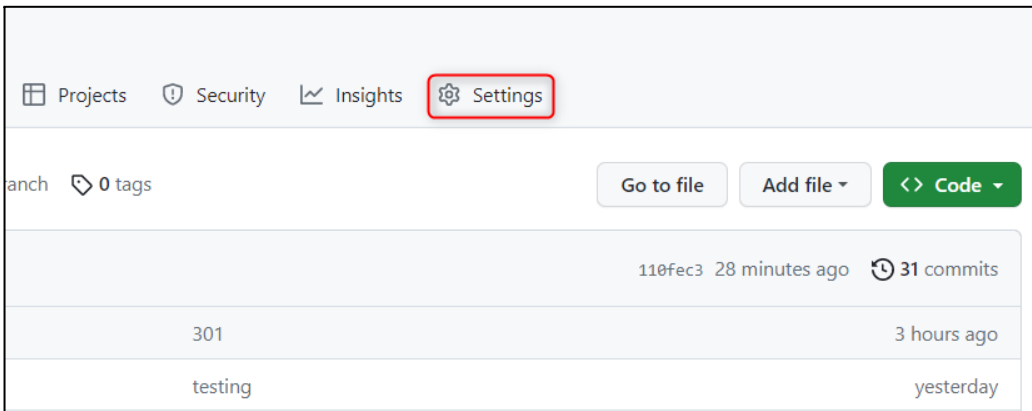 Projects Security Insights Settings
ranch 0 tags Go to file Add file Code
110fec3 28 minutes ago 31 commits
301 3 hours ago
testing yesterday